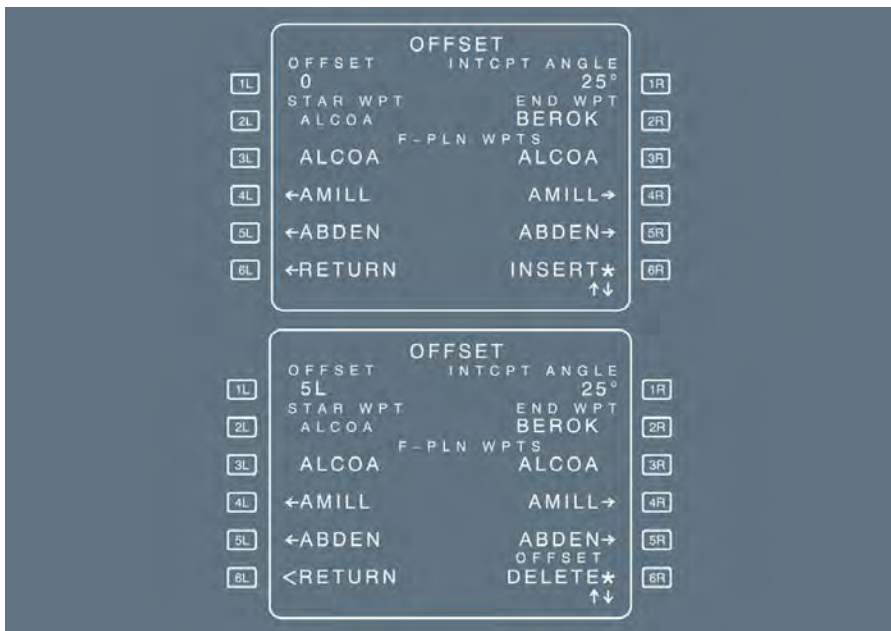 OFFSET
OFFSET INTCPT ANGLE
1L 0 25° 1R
STAR WPT END WPT
2L ALCOA BEROK 2R
F-PLN WPTS
3L ALCOA ALCOA 3R
4L ←AMILL AMILL→ 4R
5L ←ABDEN ABDEN→ 5R
6L ←RETURN INSERT* 6R
↑↓
OFFSET
OFFSET INTCPT ANGLE
1L 5L 25° 1R
STAR WPT END WPT
2L ALCOA BEROK 2R
F-PLN WPTS
3L ALCOA ALCOA 3R
4L ←AMILL AMILL→ 4R
5L ←ABDEN ABDEN→ 5R
OFFSET
6L <RETURN DELETE* 6R
↑↓